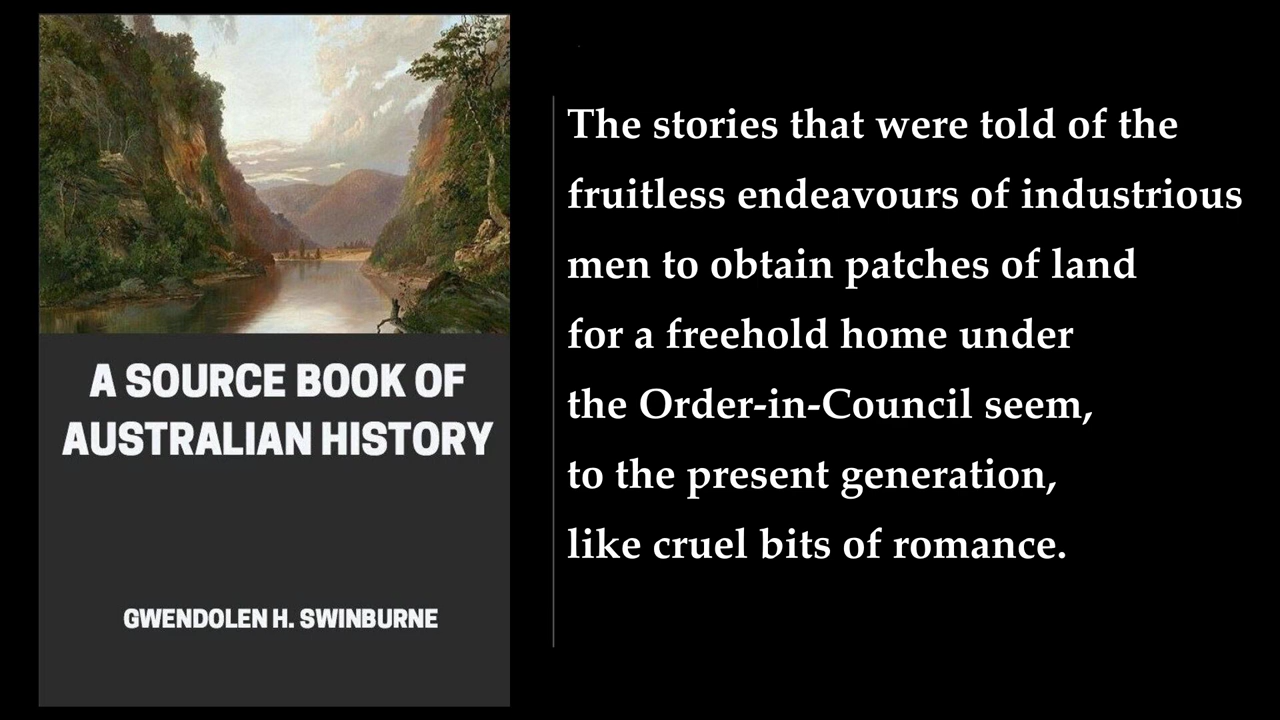 A SOURCE BOOK OF
AUSTRALIAN HISTORY
GWENDOLEN H. SWINBURNE
The stories that were told of the
fruitless endeavours of industrious
men to obtain patches of land
for a freehold home under
the Order-in-Council seem,
to the present generation,
like cruel bits of romance.